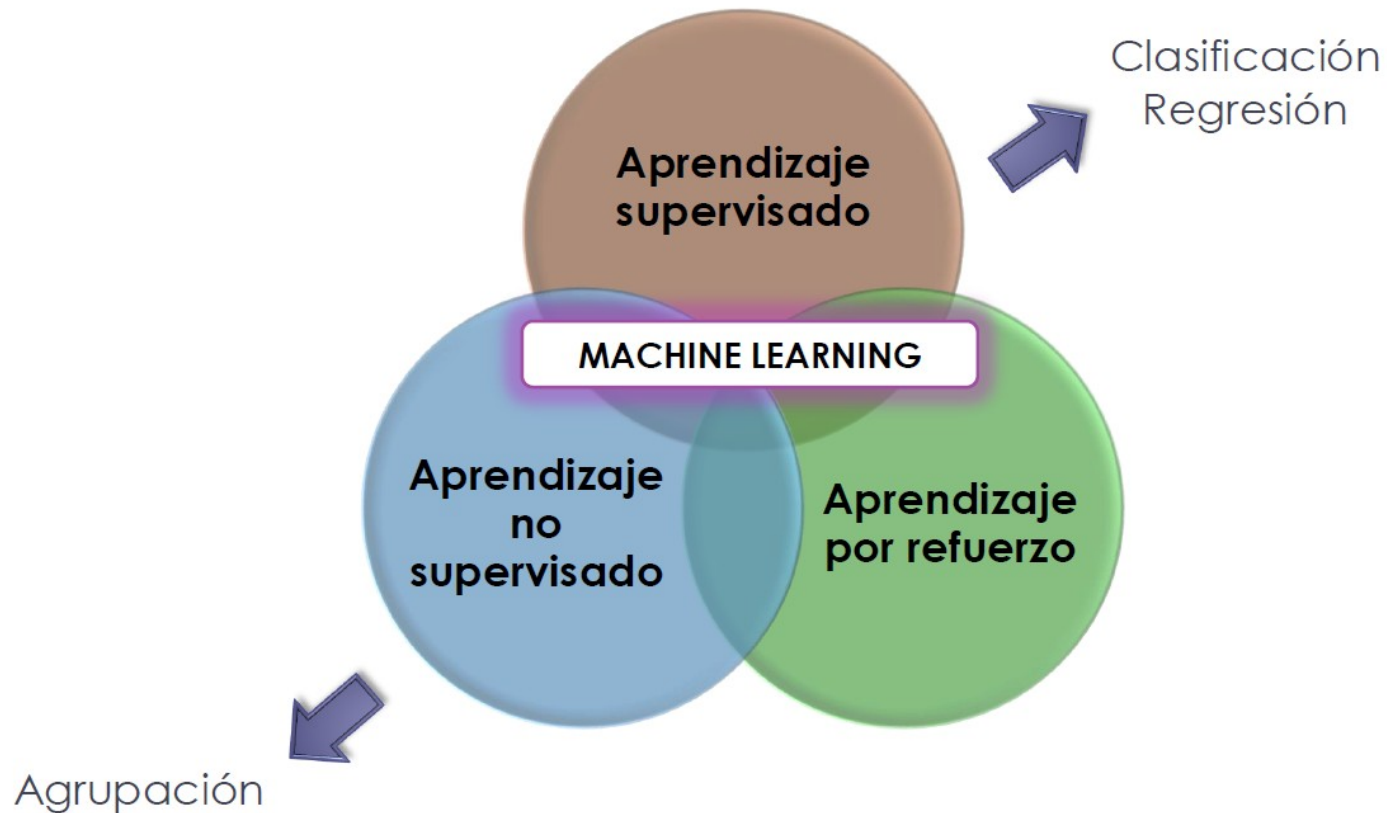 Clasificación
Regresión
Aprendizaje
supervisado
MACHINE LEARNING
Aprendizaje
no
supervisado
Aprendizaje
por refuerzo
Agrupación